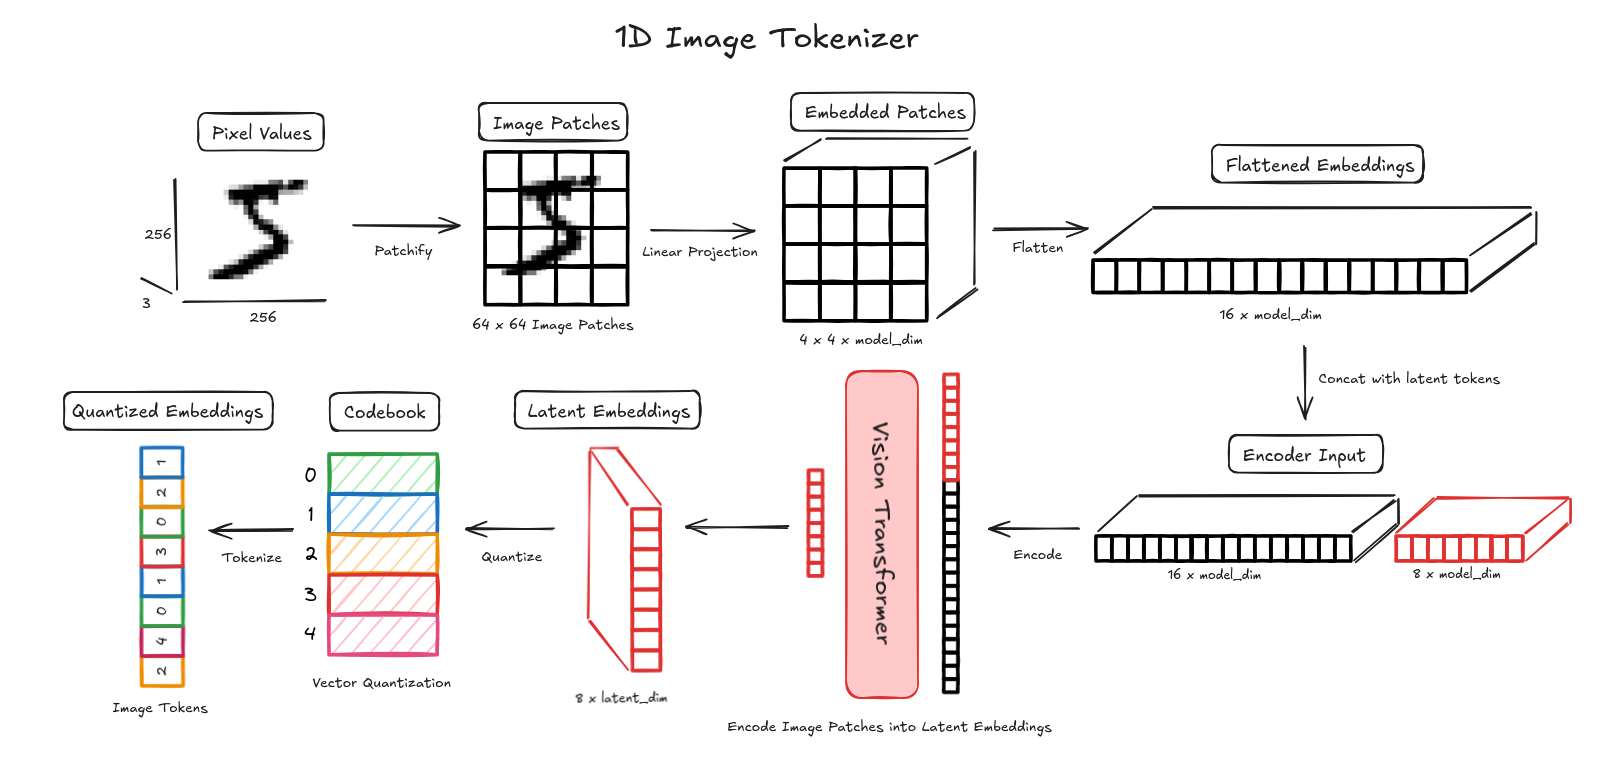 1D Image Tokenizer
Pixel Values
256
3
256
Patchify
Image Patches
64 x 64 Image Patches
Linear Projection
Embedded Patches
4 x 4 x model_dim
Flatten
Flattened Embeddings
16 x model_dim
Concat with latent tokens
Encoder Input
16 x model_dim
8 x model_dim
Encode
Vision Transformer
Encode Image Patches into Latent Embeddings
Latent Embeddings
8 x latent_dim
Quantize
Codebook
0
1
2
3
4
Vector Quantization
Tokenize
Quantized Embeddings
1
2
0
3
1
0
4
2
Image Tokens